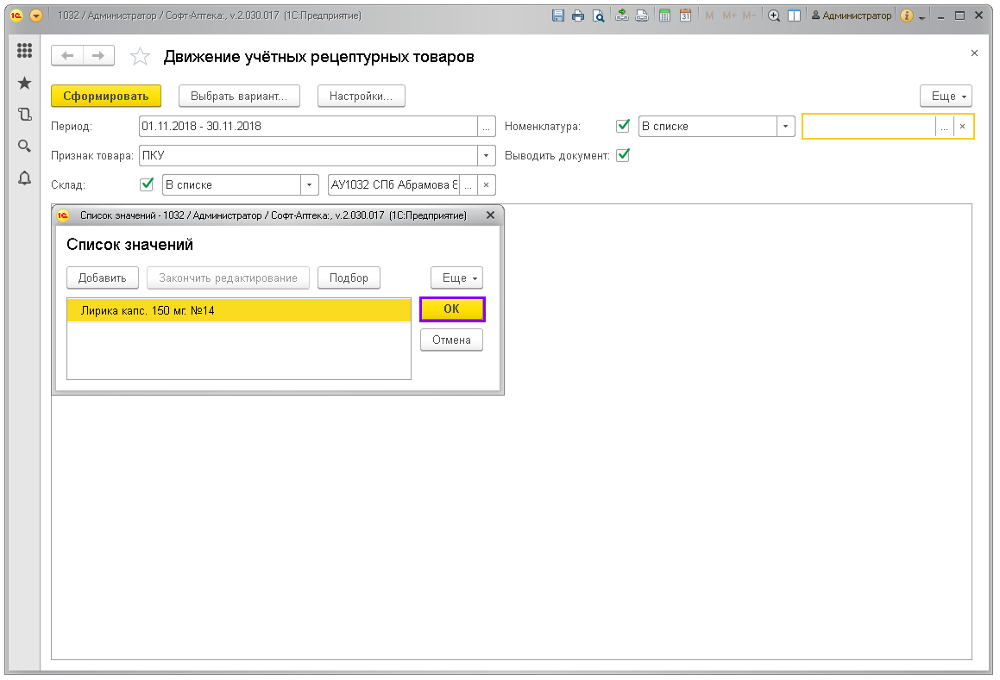 1032 / Администратор / Софт-Аптека:, v.2.030.017 (1С:Предприятие)
M M+ M- Администратор
Движение учётных рецептурных товаров
Сформировать Выбрать вариант... Настройки... Еще
Период: 01.11.2018 - 30.11.2018 ... Номенклатура: В списке ...
Признак товара: ПКУ Выводить документ:
Склад: В списке АУ1032 СПб Абрамова ...
Список значений - 1032 / Администратор / Софт-Аптека:, v.2.030.017 (1С:Предприятие)
Список значений
Добавить Закончить редактирование Подбор Еще
Лирика капс. 150 мг. №14
ОК
Отмена